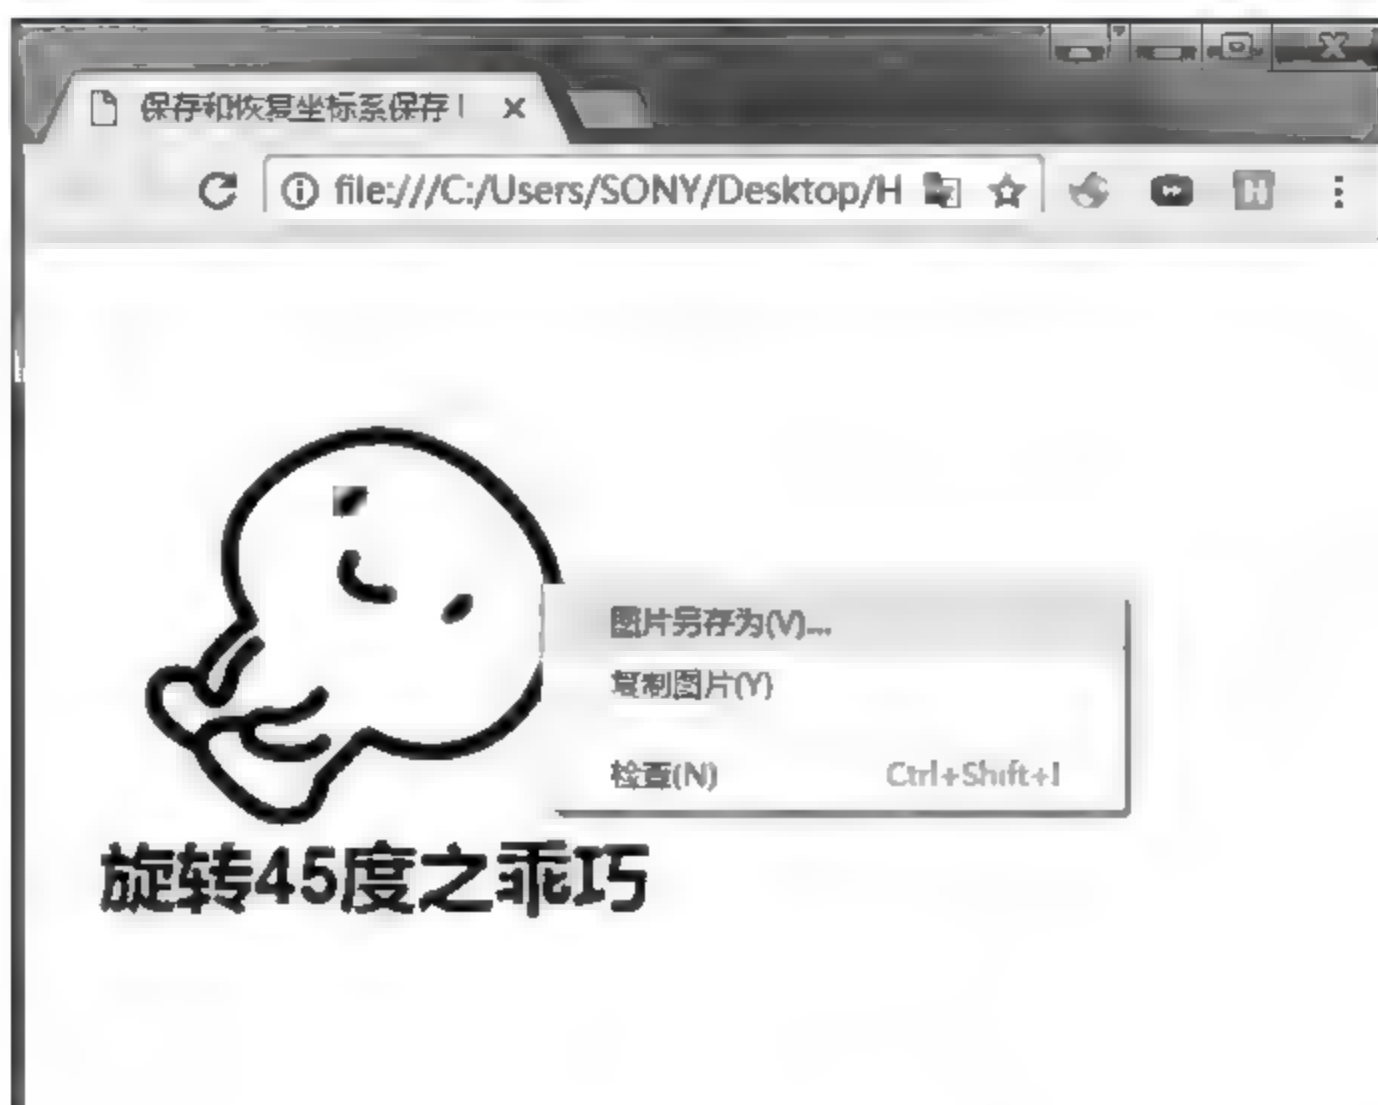 保存和恢复坐标系保存
file:///C:/Users/SONY/Desktop/H
图片另存为(V)...
复制图片(Y)
检查(N) Ctrl+Shift+I
旋转45度之乖巧